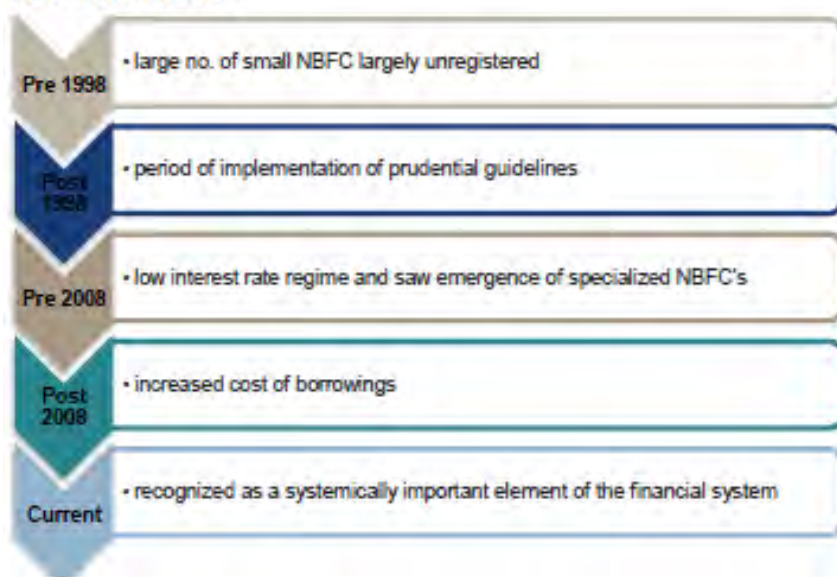 Pre 1998
• large no. of small NBFC largely unregistered
Post
1998
• period of implementation of prudential guidelines
Pre 2008
• low interest rate regime and saw emergence of specialized NBFC's
Post
2008
• increased cost of borrowings
Current
• recognized as a systemically important element of the financial system